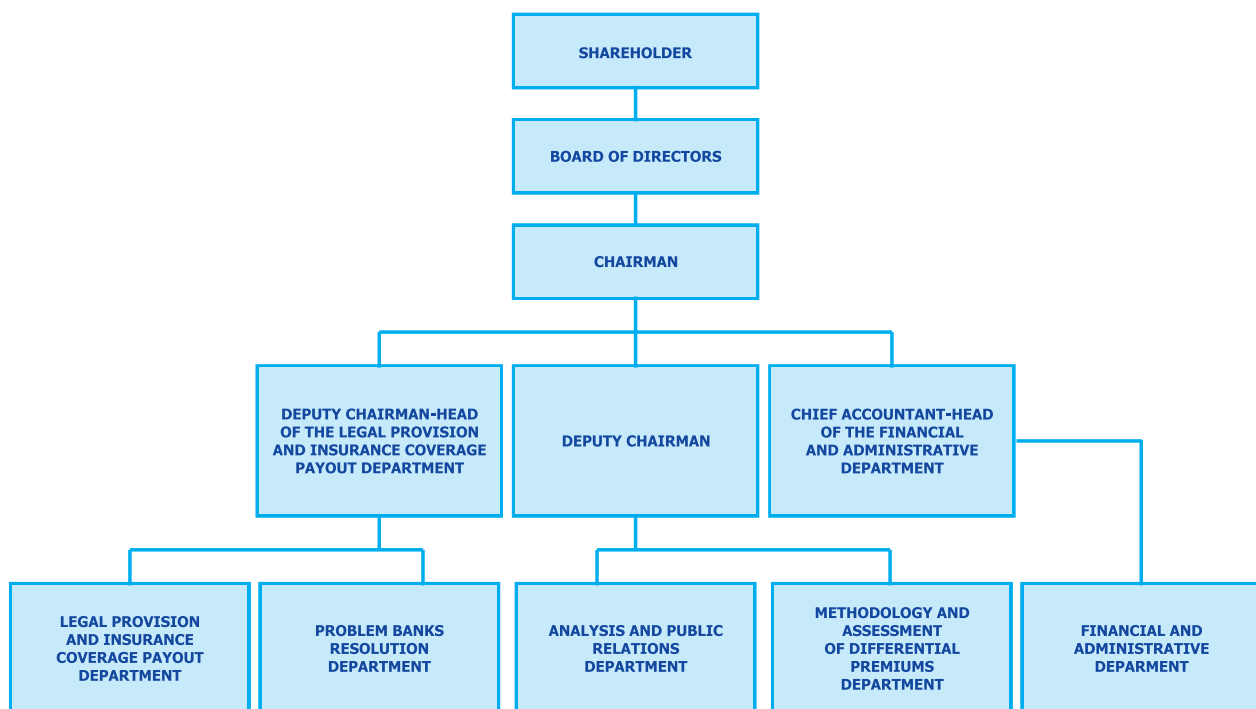 SHAREHOLDER
BOARD OF DIRECTORS
CHAIRMAN
DEPUTY CHAIRMAN-HEAD
OF THE LEGAL PROVISION
AND INSURANCE COVERAGE
PAYOUT DEPARTMENT
DEPUTY CHAIRMAN
CHIEF ACCOUNTANT-HEAD
OF THE FINANCIAL
AND ADMINISTRATIVE
DEPARTMENT
LEGAL PROVISION
AND INSURANCE
COVERAGE PAYOUT
DEPARTMENT
PROBLEM BANKS
RESOLUTION
DEPARTMENT
ANALYSIS AND PUBLIC
RELATIONS
DEPARTMENT
METHODOLOGY AND
ASSESSMENT
OF DIFFERENTIAL
PREMIUMS
DEPARTMENT
FINANCIAL AND
ADMINISTRATIVE
DEPARMENT